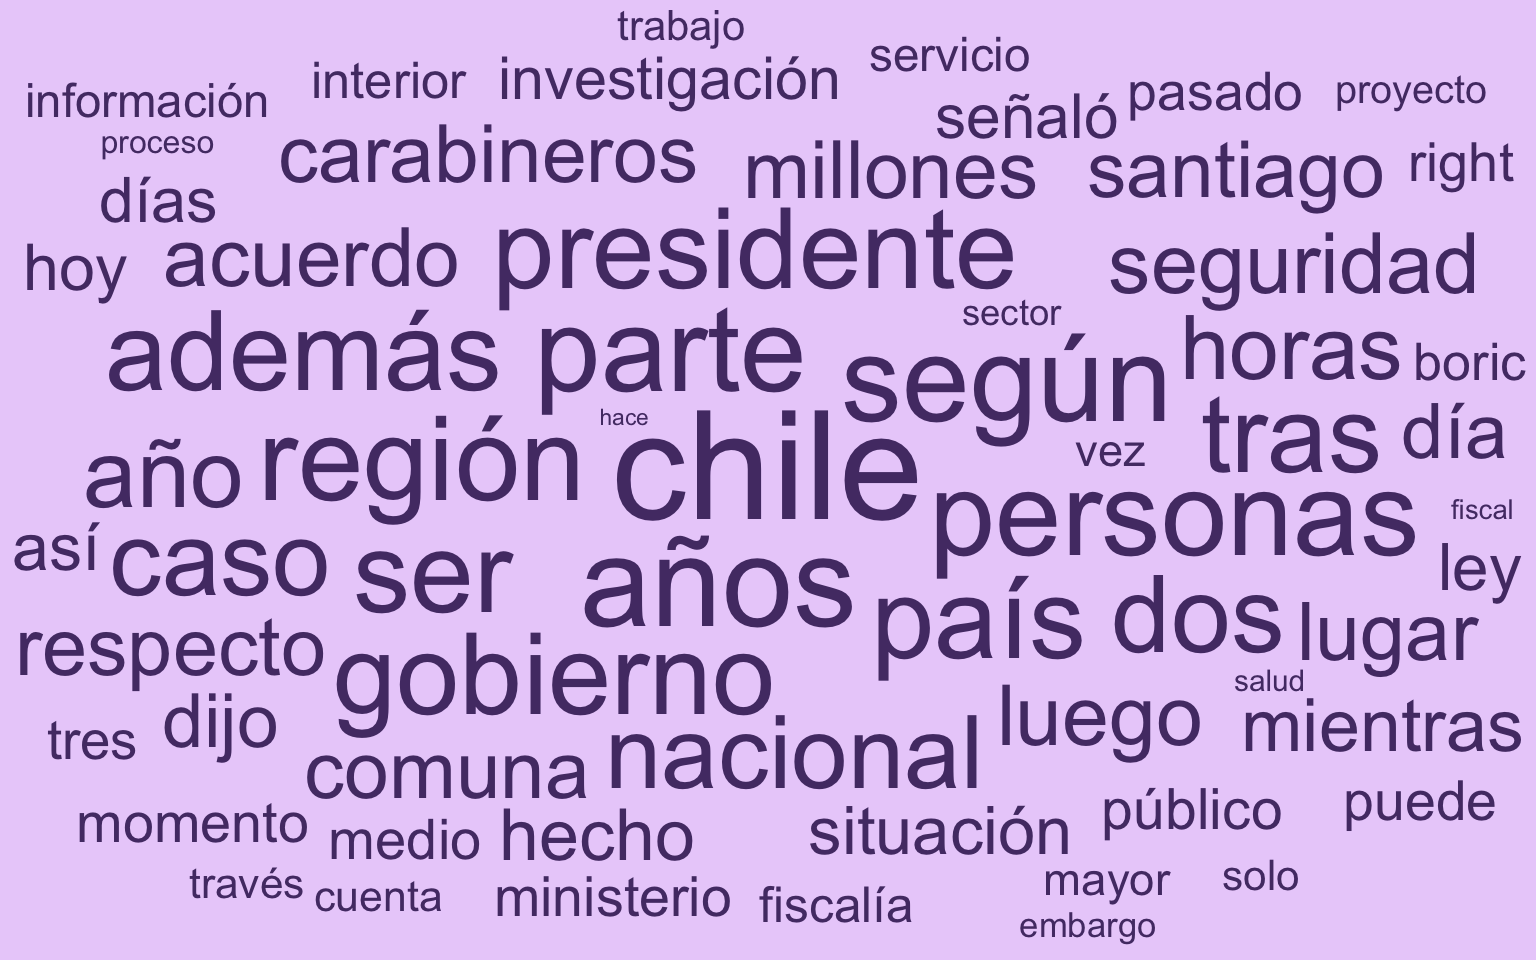 trabajo
servicio
interior investigación
información
pasado proyecto
señaló
proceso
carabineros
millones santiago right
días
presidente
hoy acuerdo
seguridad
sector
además parte
según
horas boric
hace
tras día
año región chile
vez
personas
fiscal
así caso ser años
ley
país dos lugar
respecto gobierno
salud
tres dijo
luego mientras
comuna nacional
momento medio hecho
situación público puede
través cuenta ministerio fiscalía
mayor solo
embargo